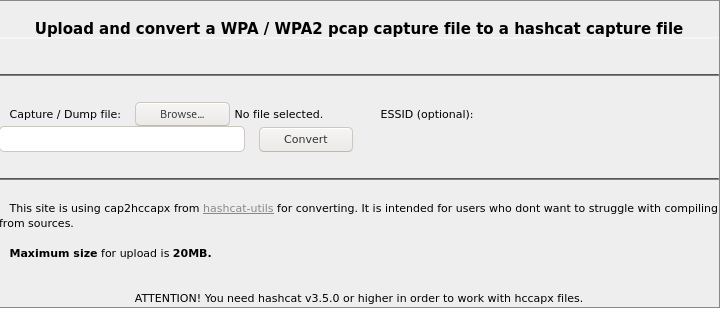 Upload and convert a WPA / WPA2 pcap capture file to a hashcat capture file
Capture / Dump file: Browse... No file selected. ESSID (optional):
Convert
This site is using cap2hccapx from hashcat-utils for converting. It is intended for users who dont want to struggle with compiling
from sources.
Maximum size for upload is 20MB.
ATTENTION! You need hashcat v3.5.0 or higher in order to work with hccapx files.